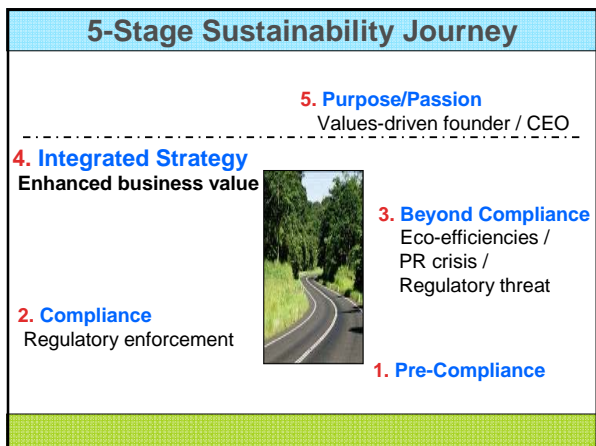 5-Stage Sustainability Journey
5. Purpose/Passion
Values-driven founder / CEO
4. Integrated Strategy
Enhanced business value
3. Beyond Compliance
Eco-efficiencies /
PR crisis /
Regulatory threat
2. Compliance
Regulatory enforcement
1. Pre-Compliance